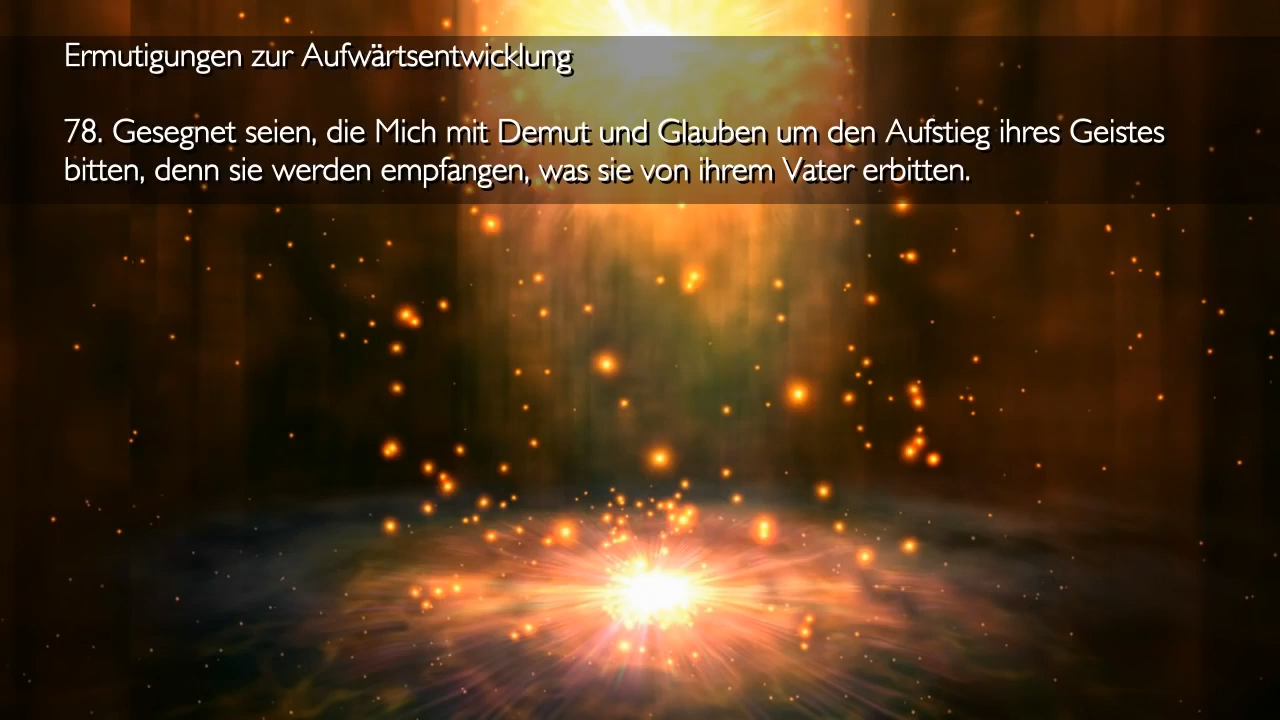 Ermutigungen zur Aufwärtsentwicklung
78. Gesegnet seien, die Mich mit Demut und Glauben um den Aufstieg ihres Geistes
bitten, denn sie werden empfangen, was sie von ihrem Vater erbitten.